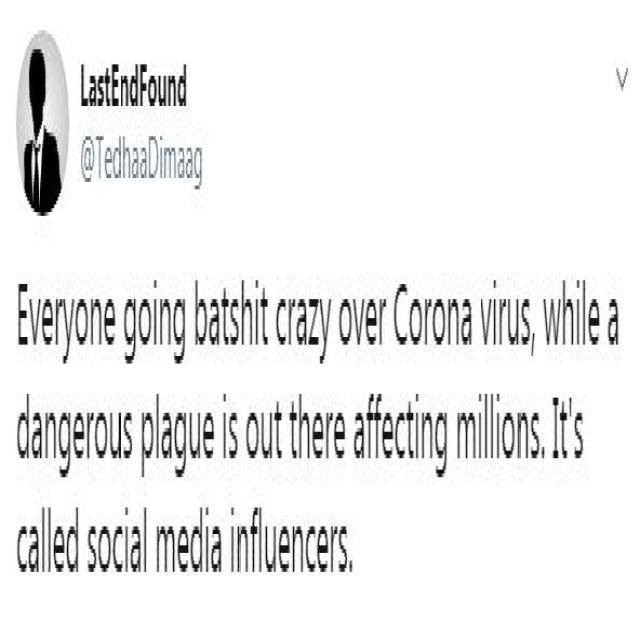 LastEndFound
@TedhaaDimaag
Everyone going batshit crazy over Corona virus, while a
dangerous plague is out there affecting millions. It's
called social media influencers.